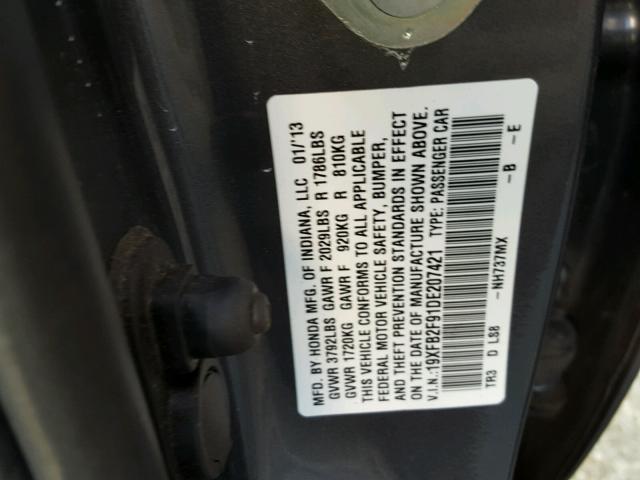 MFD. BY HONDA MFG. OF INDIANA, LLC 01/'13
GVWR 3792LBS GAWR F 2029LBS R 1786LBS
GVWR 1720KG GAWR F 920KG R 810KG
THIS VEHICLE CONFORMS TO ALL APPLICABLE
FEDERAL MOTOR VEHICLE SAFETY, BUMPER,
AND THEFT PREVENTION STANDARDS IN EFFECT
ON THE DATE OF MANUFACTURE SHOWN ABOVE.
V.I.N.:19XFB2F91DE207421 TYPE: PASSENGER CAR
TR3 D LS8 -NH737MX -B -E